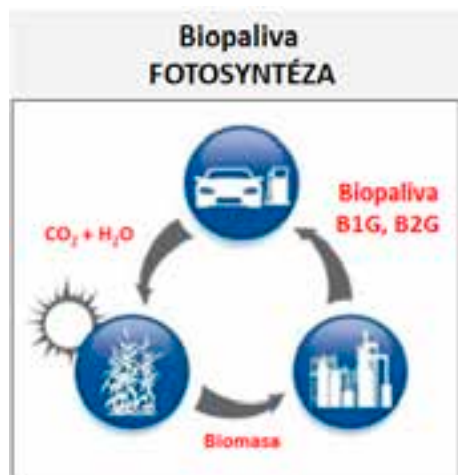 Biopaliva
FOTOSYNTÉZA
Biopaliva
B1G, B2G
CO₂ + H₂O
Biomasa